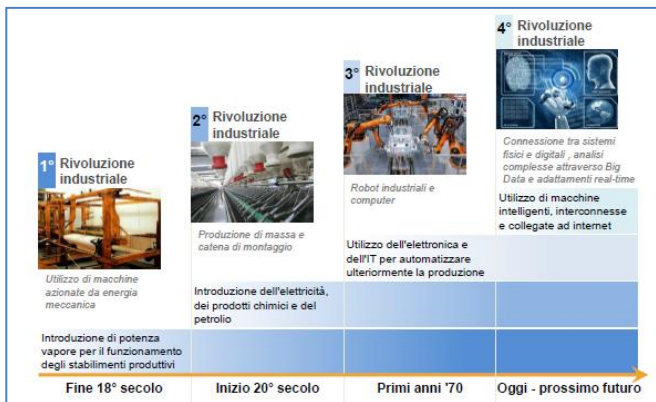 1° Rivoluzione
industriale
Utilizzo di macchine
azionate da energia
meccanica
Introduzione di potenza
vapore per il funzionamento
degli stabilimenti produttivi
Fine 18° secolo
2° Rivoluzione
industriale
Produzione di massa e
catena di montaggio
Introduzione dell'elettricità,
dei prodotti chimici e del
petrolio
Inizio 20° secolo
3° Rivoluzione
industriale
Robot industriali e
computer
Utilizzo dell'elettronica e
dell'IT per automatizzare
ulteriormente la produzione
Primi anni '70
4° Rivoluzione
industriale
Connessione tra sistemi
fisici e digitali , analisi
complesse attraverso Big
Data e adattamenti real-time
Utilizzo di macchine
intelligenti, interconnesse
e collegate ad internet
Oggi - prossimo futuro